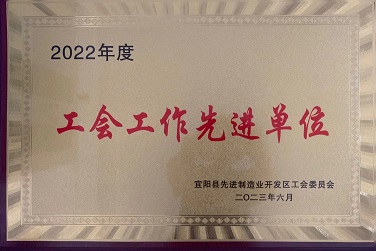 2022年度
工会工作先进单位
宜阳县先进制造业开发区工会委员会
二〇二三年六月